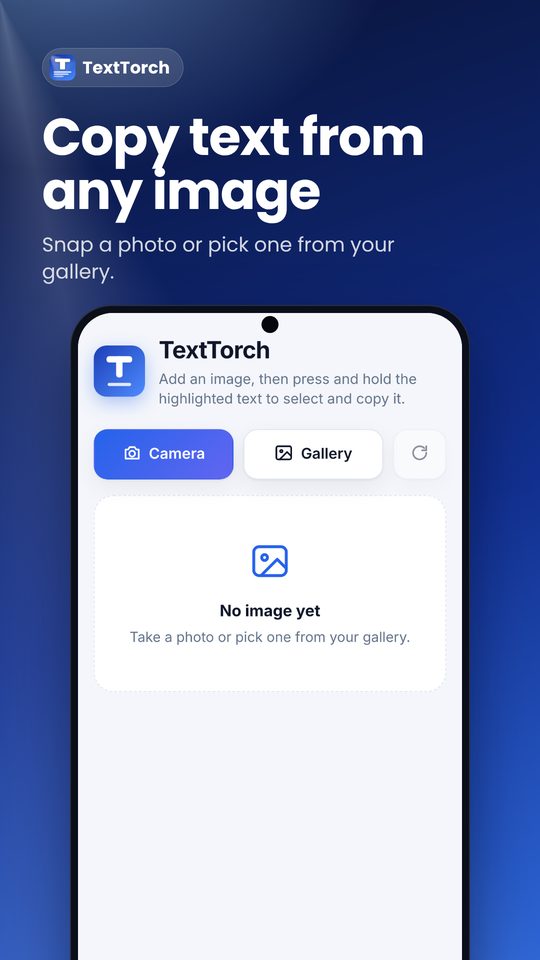 TextTorch
Copy text from
any image
Snap a photo or pick one from your
gallery.
TextTorch
Add an image, then press and hold the
highlighted text to select and copy it.
Camera
Gallery
No image yet
Take a photo or pick one from your gallery.